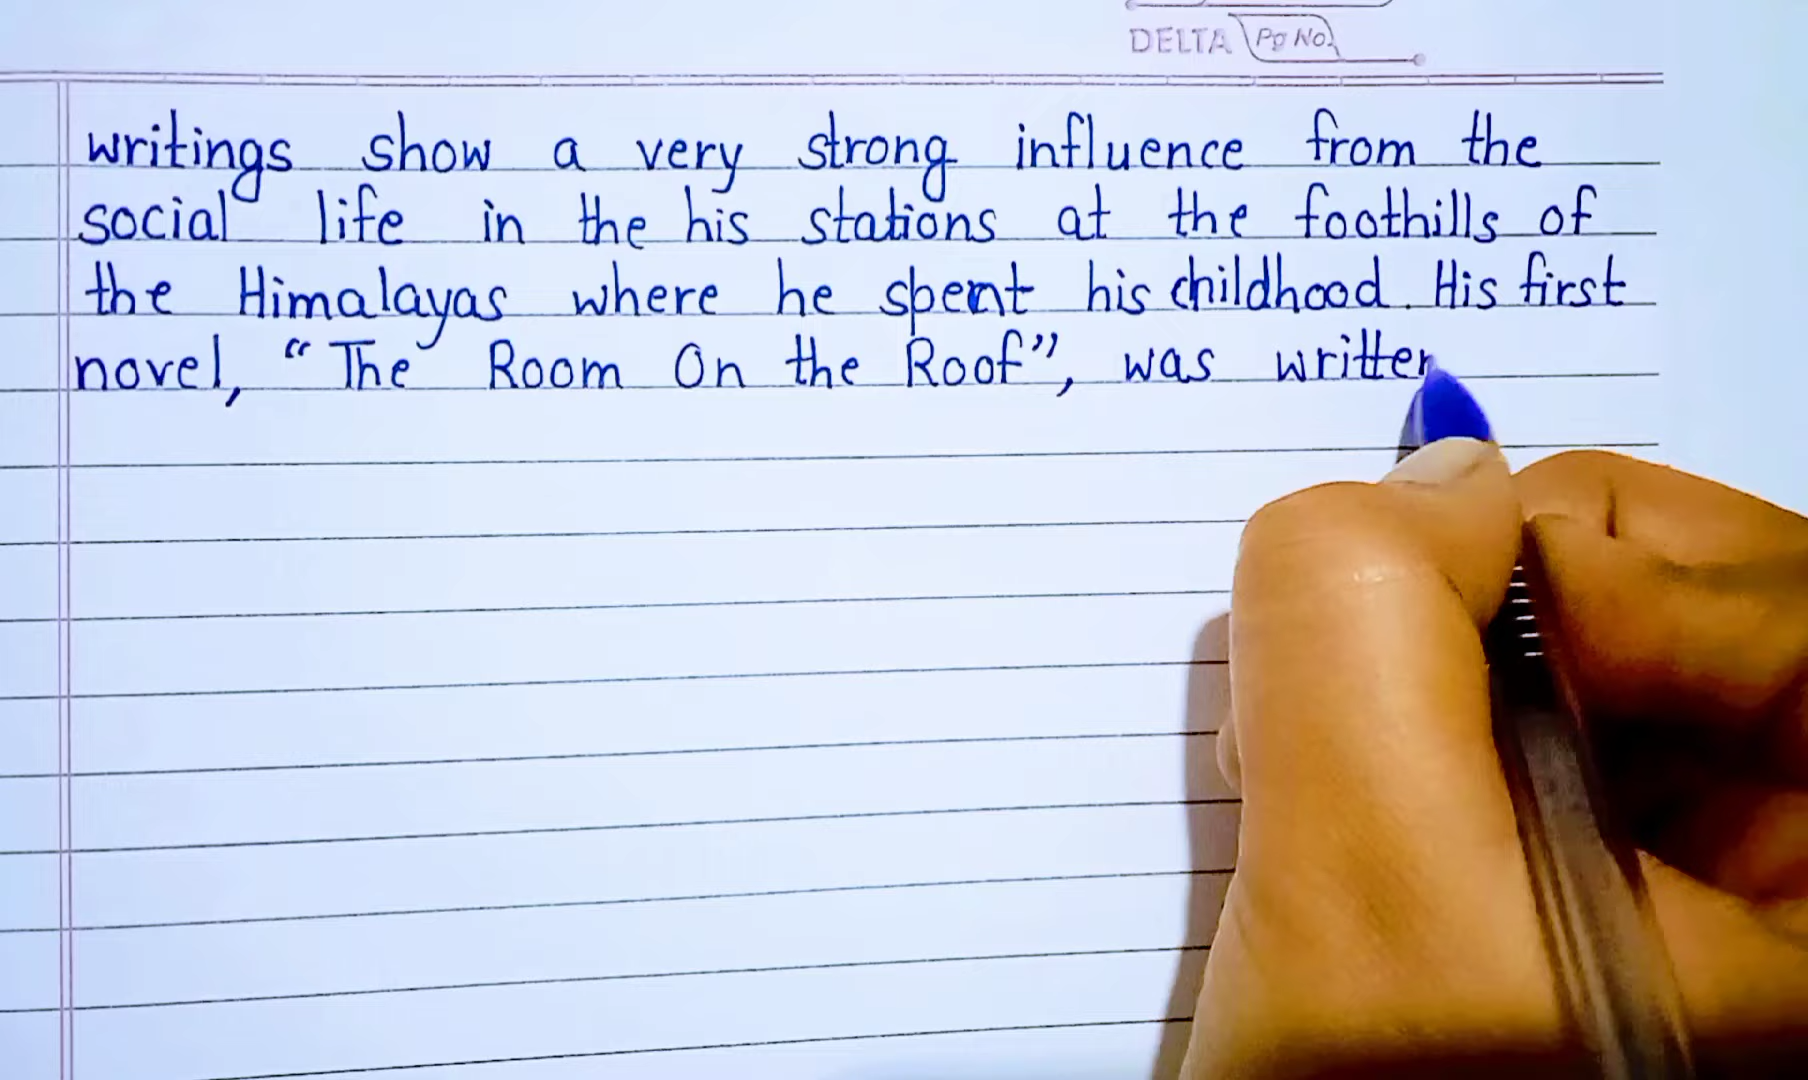 DELTA Pg No.
writings show a very strong influence from the
social life in the his stations at the foothills of
the Himalayas where he spent his childhood. His first
novel, “The Room On the Roof”, was written